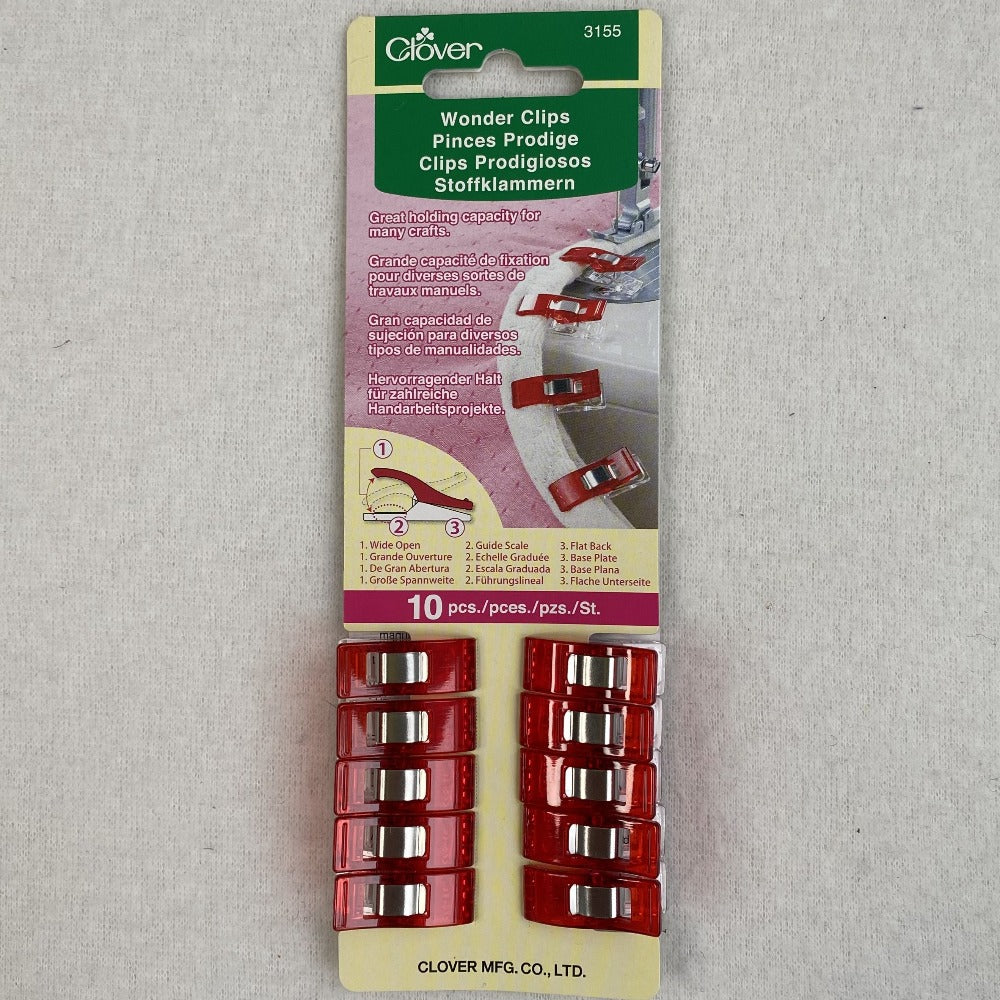 Clover
3155
Wonder Clips
Pinces Prodige
Clips Prodigiosos
Stoffklammern
Great holding capacity for
many crafts.
Grande capacité de fixation
pour diverses sortes de
travaux manuels.
Gran capacidad de
sujeción para diversos
tipos de manualidades.
Hervorragender Halt
für zahlreiche
Handarbeitsprojekte.
1
2
3
1. Wide Open 2. Guide Scale 3. Flat Back
1. Grande Ouverture 2. Echelle Graduée 3. Base Plate
1. De Gran Abertura 2. Escala Graduada 3. Base Plana
1. Große Spannweite 2. Führungslineal 3. Flache Unterseite
10 pcs./pces./pzs./St.
CLOVER MFG. CO., LTD.